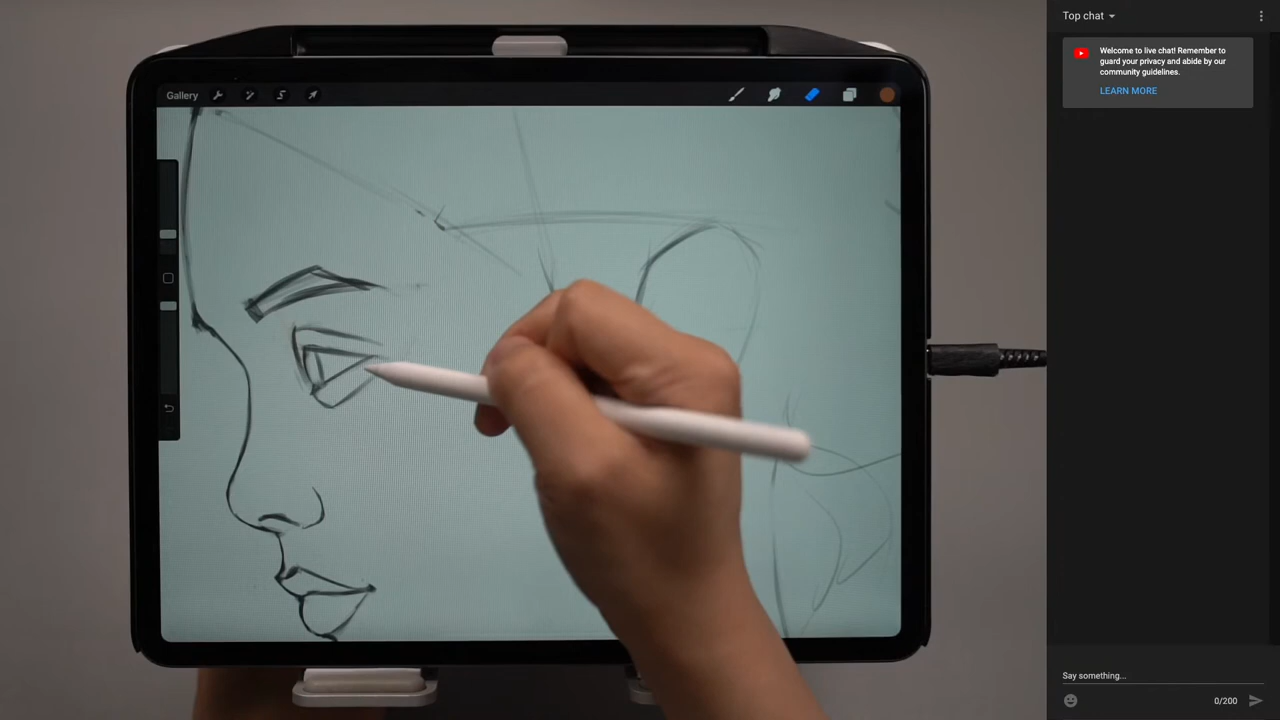 Top chat
Welcome to live chat! Remember to
guard your privacy and abide by our
community guidelines.
LEARN MORE
Gallery
Say something...
0/200